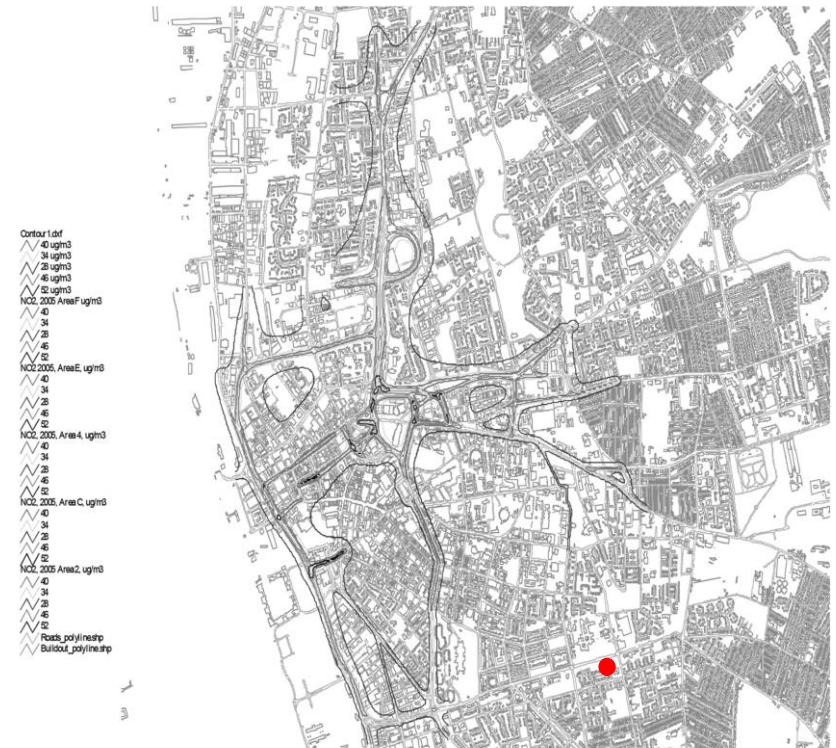 Contour1.dxf
40 ug/m3
34 ug/m3
28 ug/m3
46 ug/m3
52 ug/m3
NO2, 2005 Area F ug/m3
40
34
28
46
52
NO2 2005, Area E, ug/m3
40
34
28
46
52
NO2, 2005, Area 4, ug/m3
40
34
28
46
52
NO2, 2005, Area C, ug/m3
40
34
28
46
52
NO2, 2005 Area 2, ug/m3
40
34
28
46
52
Roads_polyline.shp
Buildout_polyline.shp